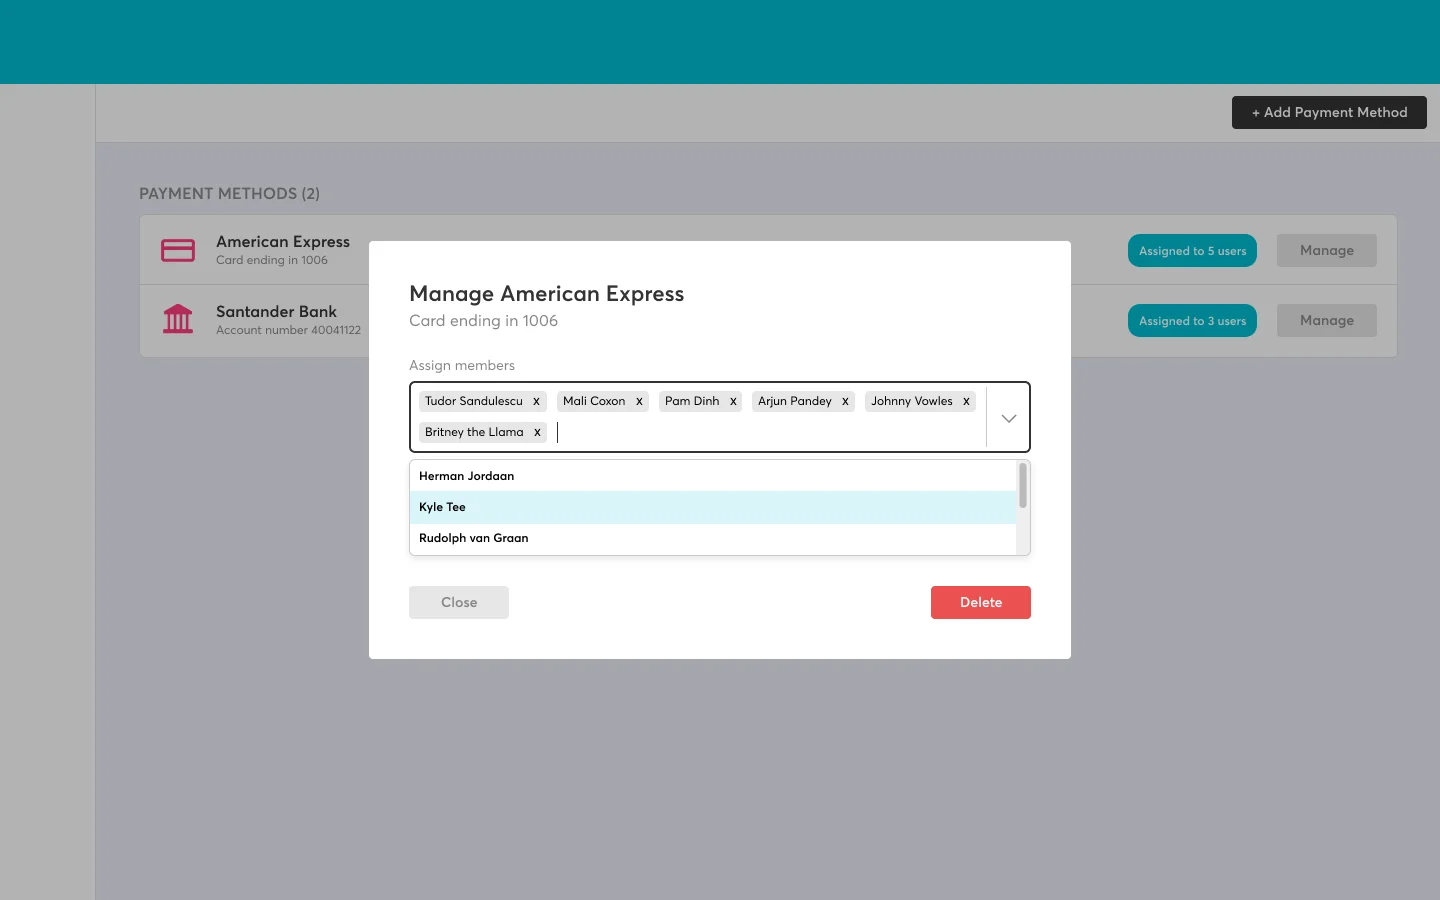 + Add Payment Method
PAYMENT METHODS (2)
American Express
Card ending in 1006
Assigned to 5 users
Manage
Santander Bank
Account number 40041122
Assigned to 3 users
Manage
Manage American Express
Card ending in 1006
Assign members
Tudor Sandulescu x Mali Coxon x Pam Dinh x Arjun Pandey x Johnny Vowles x
Britney the Llama x
Herman Jordaan
Kyle Tee
Rudolph van Graan
Close
Delete